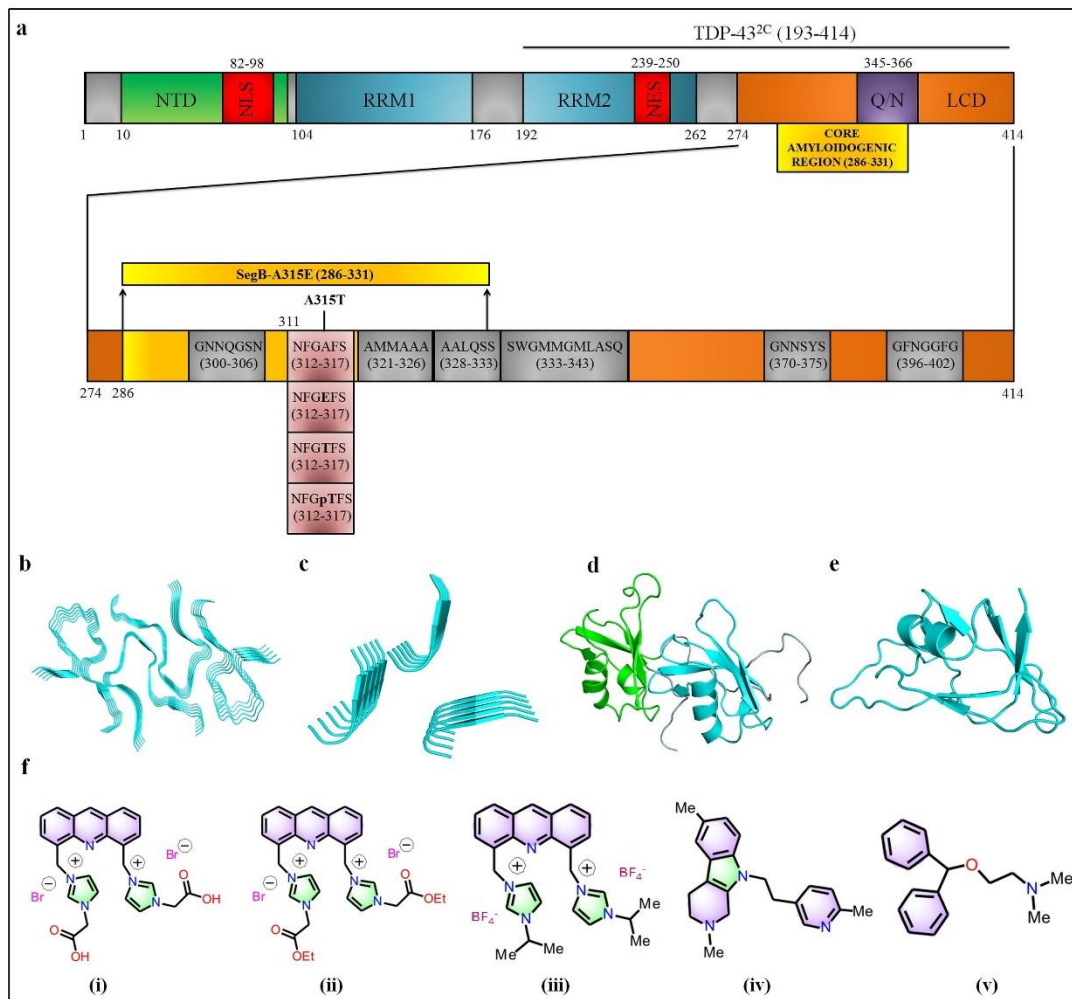 a
TDP-43²ᶜ (193-414)
82-98
239-250
345-366
NTD
NLS
RRM1
RRM2
NES
Q/N
LCD
1
10
104
176
192
262
274
414
CORE
AMYLOIDOGENIC
REGION (286-331)
SegB-A315E (286-331)
A315T
311
NFGAFS
(312-317)
GNNQGSN
(300-306)
AMMAAA
(321-326)
AALQSS
(328-333)
SWGMMGMLASQ
(333-343)
GNNSYS
(370-375)
GFNGGFG
(396-402)
274
286
414
NFGEFS
(312-317)
NFGTFS
(312-317)
NFGpTFS
(312-317)
b
c
d
e
f
N
Br⊖
⊕
⊕
Br⊖
N
N
N
N
O
OH
O
OH
(i)
N
Br⊖
⊕
⊕
Br⊖
N
N
N
N
O
OEt
O
OEt
(ii)
N
⊕
⊕
BF₄⁻
BF₄⁻
N
N
N
N
Me
Me
Me
Me
(iii)
Me
N
N
Me
N
Me
(iv)
O
N
Me
Me
(v)